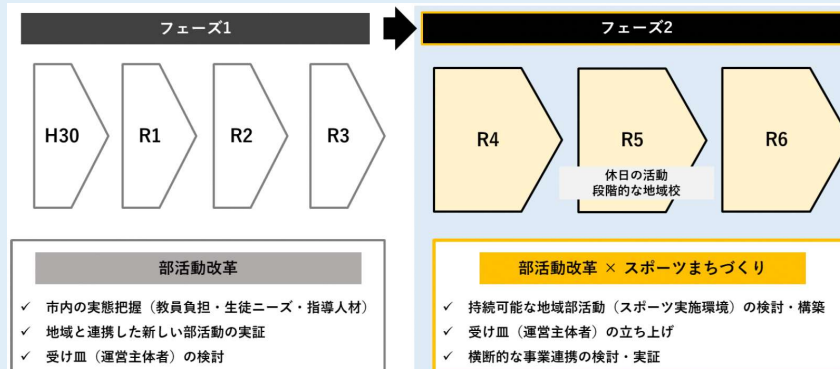 フェーズ1
フェーズ2
H30
R1
R2
R3
R4
R5
R6
休日の活動
段階的な地域校
部活動改革
✓ 市内の実態把握（教員負担・生徒ニーズ・指導人材）
✓ 地域と連携した新しい部活動の実証
✓ 受け皿（運営主体者）の検討
部活動改革 × スポーツまちづくり
✓ 持続可能な地域部活動（スポーツ実施環境）の検討・構築
✓ 受け皿（運営主体者）の立ち上げ
✓ 横断的な事業連携の検討・実証